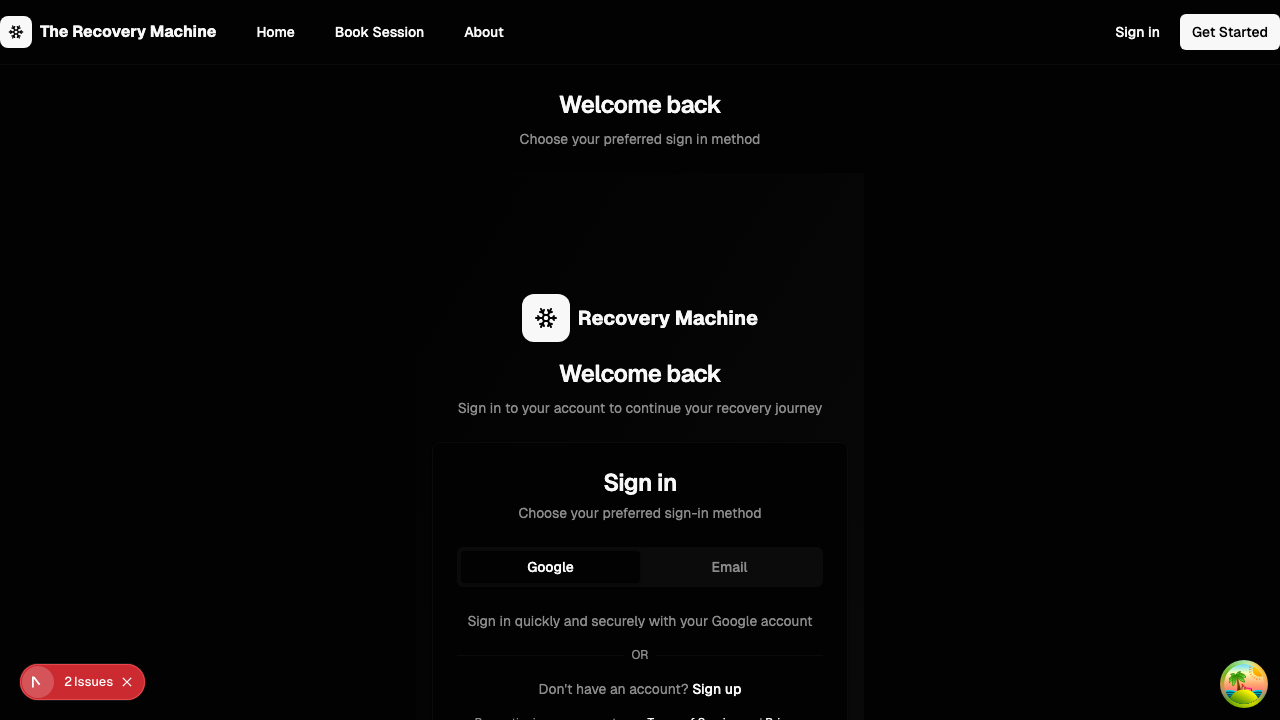 The Recovery Machine Home Book Session About Sign in Get Started
Welcome back
Choose your preferred sign in method
Recovery Machine
Welcome back
Sign in to your account to continue your recovery journey
Sign in
Choose your preferred sign-in method
Google Email
Sign in quickly and securely with your Google account
OR
2 Issues
Don't have an account? Sign up